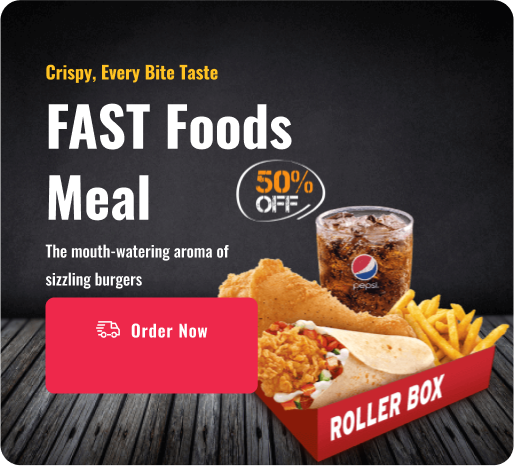 Crispy, Every Bite Taste
FAST Foods
Meal
50%
OFF
The mouth-watering aroma of
sizzling burgers
pepsi
Order Now
ROLLER BOX